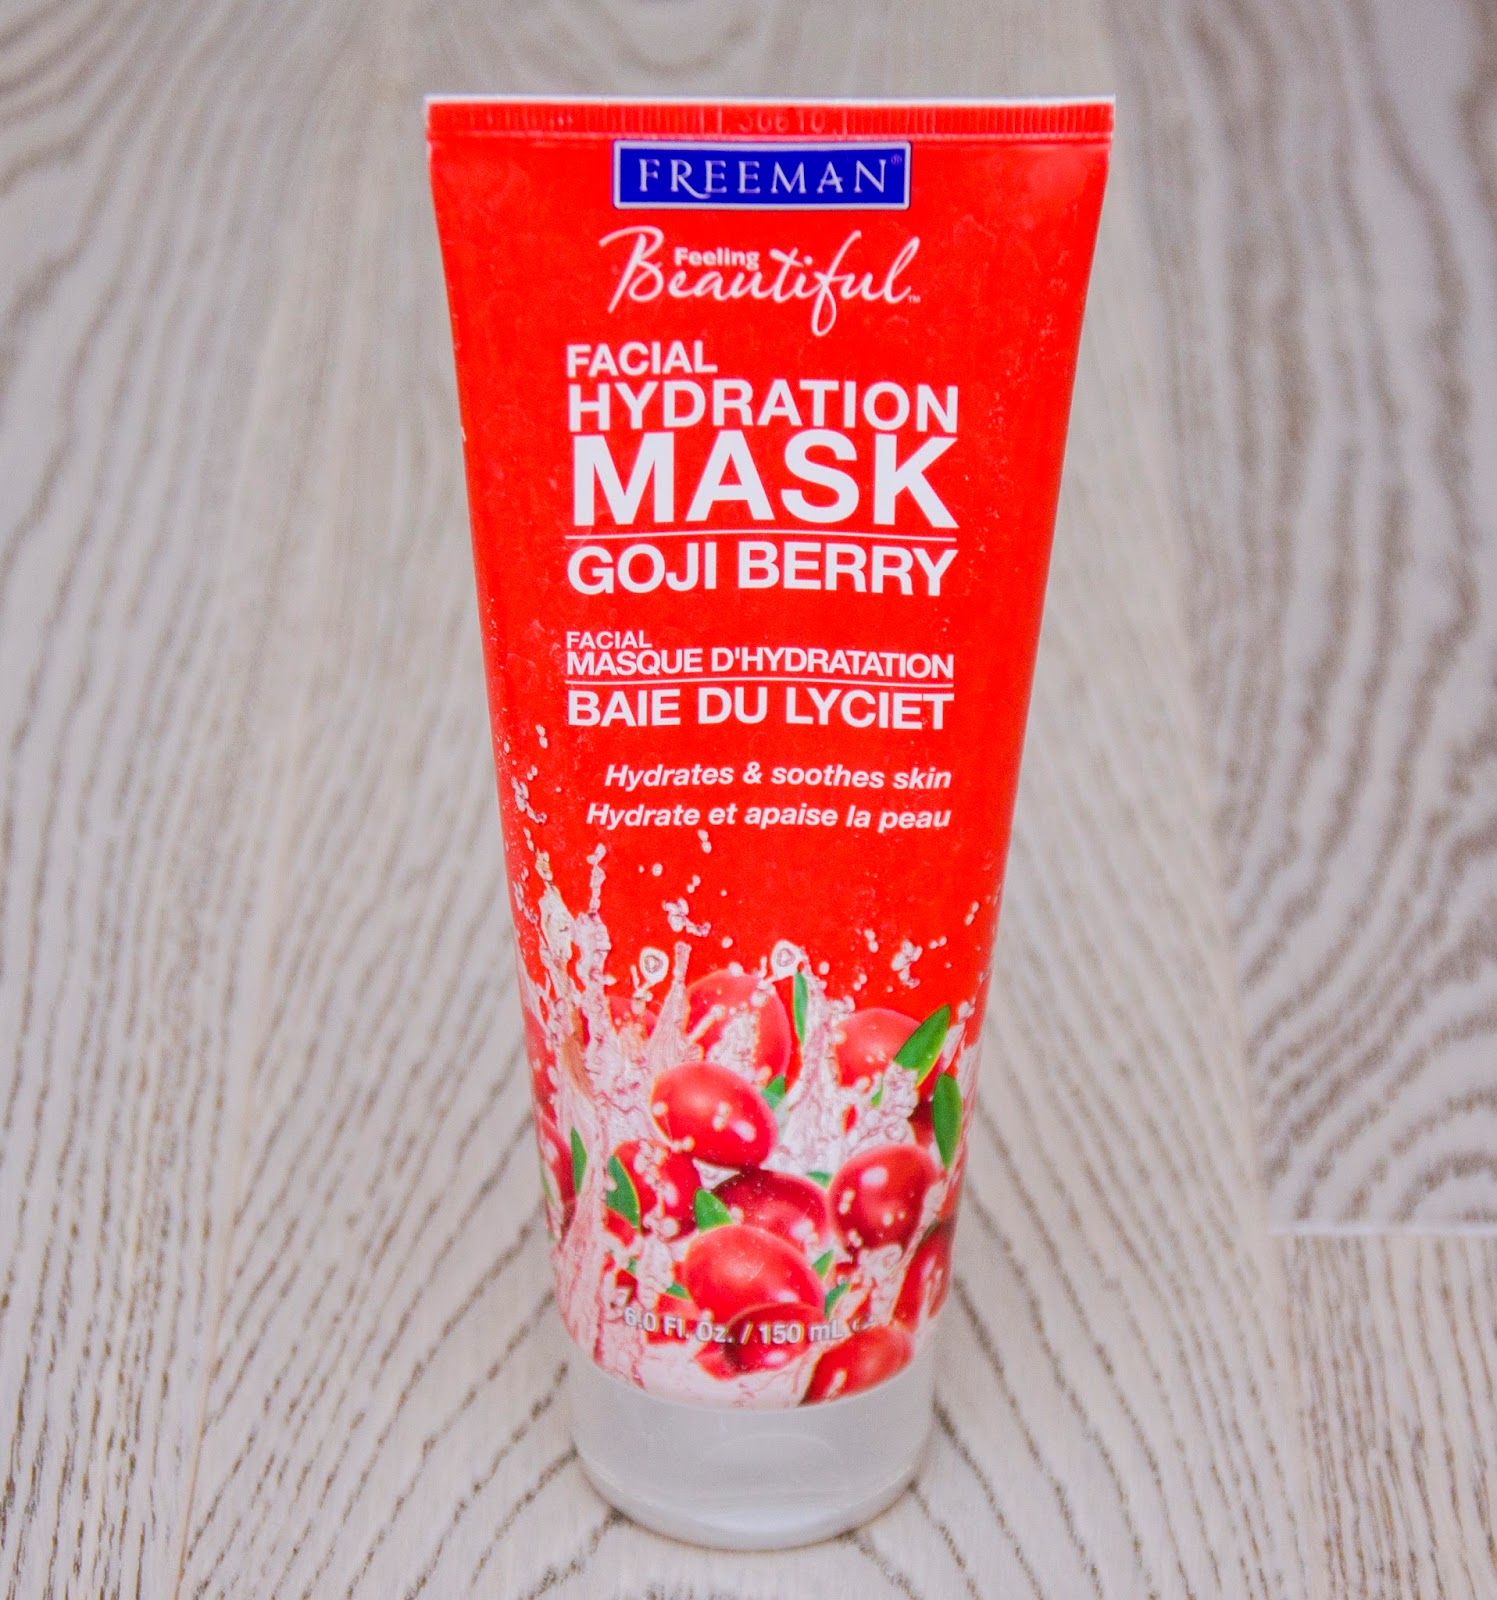 FREEMAN®
Feeling
Beautiful™
FACIAL
HYDRATION
MASK
GOJI BERRY
FACIAL
MASQUE D'HYDRATATION
BAIE DU LYCIET
Hydrates & soothes skin
Hydrate et apaise la peau
6.0 Fl. Oz. / 150 mL